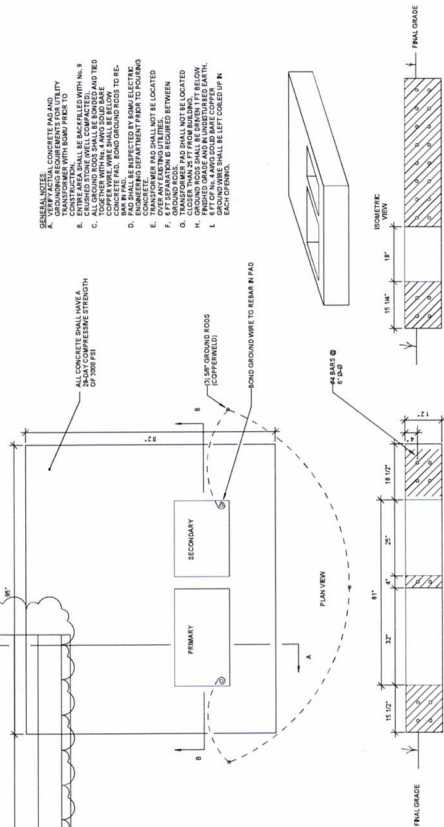 GENERAL NOTES:
A. VERIFY ACTUAL CONCRETE PAD AND
GROUNDING REQUIREMENTS FOR UTILITY
TRANSFORMER WITH BGMU PRIOR TO
CONSTRUCTION.
B. ENTIRE AREA SHALL BE BACKFILLED WITH No. 9
CRUSHED STONE (WELL COMPACTED).
C. ALL GROUND RODS SHALL BE BONDED AND TIED
TOGETHER WITH No. 4 AWG SOLID BARE
COPPER WIRE, WIRE SHALL BE BELOW
CONCRETE PAD. BOND GROUND RODS TO RE-
BAR IN PAD.
D. PAD SHALL BE INSPECTED BY BGMU ELECTRIC
ENGINEERING DEPARTMENT PRIOR TO POURING
CONCRETE.
E. TRANSFORMER PAD SHALL NOT BE LOCATED
OVER ANY EXISTING UTILITIES.
F. 6 FT SEPARATION IS REQUIRED BETWEEN
GROUND RODS.
G. TRANSFORMER PAD SHALL NOT BE LOCATED
CLOSER THAN 25 FT FROM BUILDING.
H. GROUND RODS SHALL BE DRIVEN 1 FT BELOW
FINISHED GRADE AND IN UNDISTURBED EARTH.
I. 6 FT OF No. 4 AWG SOLID BARE COPPER
GROUND WIRE SHALL BE LEFT COILED UP IN
EACH OPENING.
ALL CONCRETE SHALL HAVE A
28-DAY COMPRESSIVE STRENGTH
OF 3000 PSI
95"
82"
B
B
A
PRIMARY
SECONDARY
(3) 5/8" GROUND RODS
(COPPERWELD)
BOND GROUND WIRE TO REBAR IN PAD
PLAN VIEW
ISOMETRIC
VIEW
#4 BARS @
6" Ø-Ø
15 1/2"
32"
4"
25"
18 1/2"
61"
4"
12"
FINAL GRADE
15 1/4"
18"
FINAL GRADE